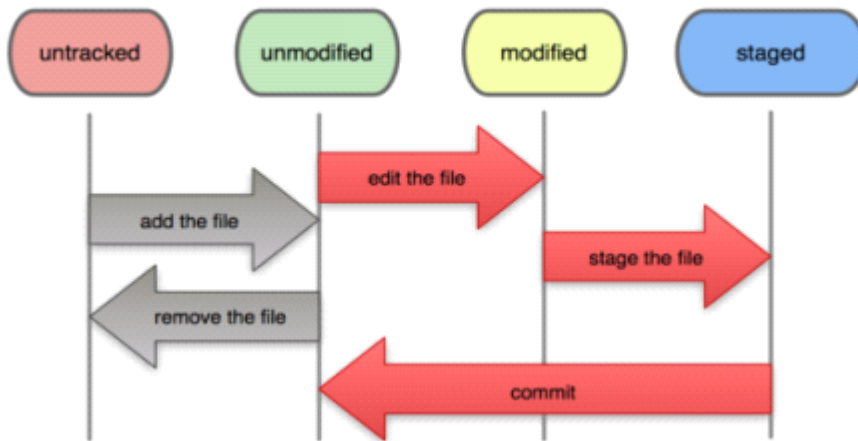 untracked
unmodified
modified
staged
edit the file
add the file
stage the file
remove the file
commit